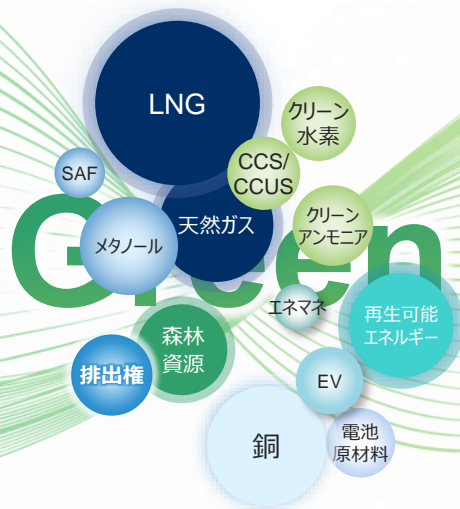 LNG
クリーン
水素
CCS/
CCUS
SAF
メタノール
天然ガス
クリーン
アンモニア
Green
エネマネ
再生可能
エネルギー
森林
資源
排出権
EV
銅
電池
原材料